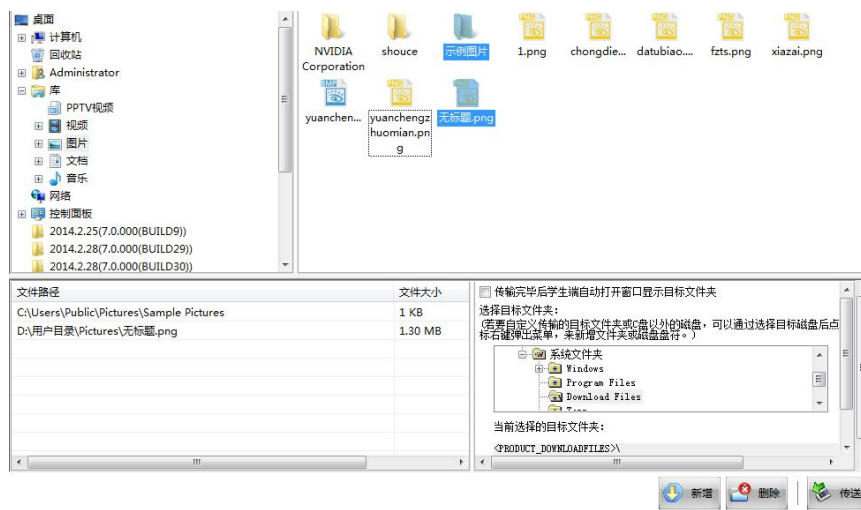 桌面
计算机
回收站
Administrator
库
PPTV视频
视频
图片
文档
音乐
网络
控制面板
2014.2.25(7.0.000(BUILD9))
2014.2.28(7.0.000(BUILD29))
2014.2.28(7.0.000(BUILD30))
NVIDIA Corporation
shouce
示例图片
1.png
chongdie...
datubiao....
fzts.png
xiazai.png
yuanchen...
yuanchengz
huomian.pn
g
无标题.png
文件路径 文件大小
C:\Users\Public\Pictures\Sample Pictures 1 KB
D:\用户目录\Pictures\无标题.png 1.30 MB
传输完毕后学生端自动打开窗口显示目标文件夹
选择目标文件夹:
(若要自定义传输的目标文件夹或C盘以外的磁盘，可以通过选择目标磁盘后点
标右键弹出菜单，来新增文件夹或磁盘盘符。)
系统文件夹
Windows
Program Files
Download Files
当前选择的目标文件夹:
<PRODUCT_DOWNLOADFILES>\
新增 删除 传送